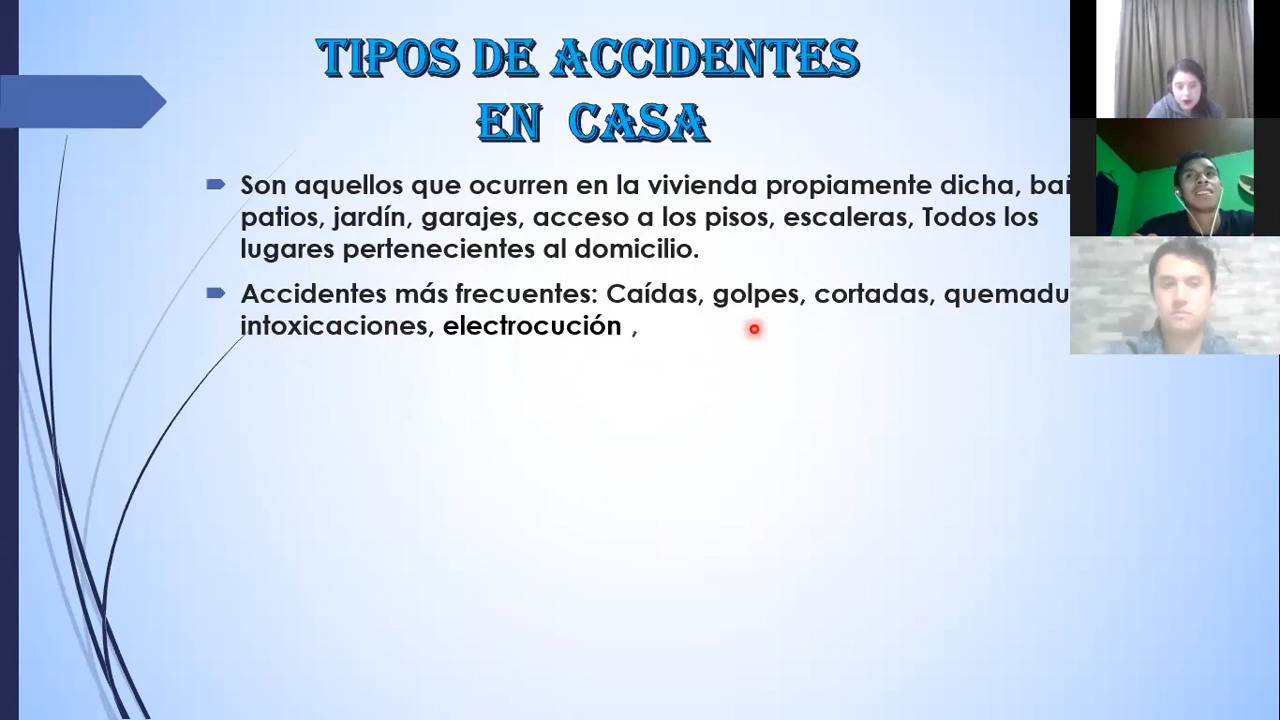 TIPOS DE ACCIDENTES
EN CASA
Son aquellos que ocurren en la vivienda propiamente dicha,
patios, jardín, garajes, acceso a los pisos, escaleras, Todos los
lugares pertenecientes al domicilio.
Accidentes más frecuentes: Caídas, golpes, cortadas,
intoxicaciones, electrocución ,